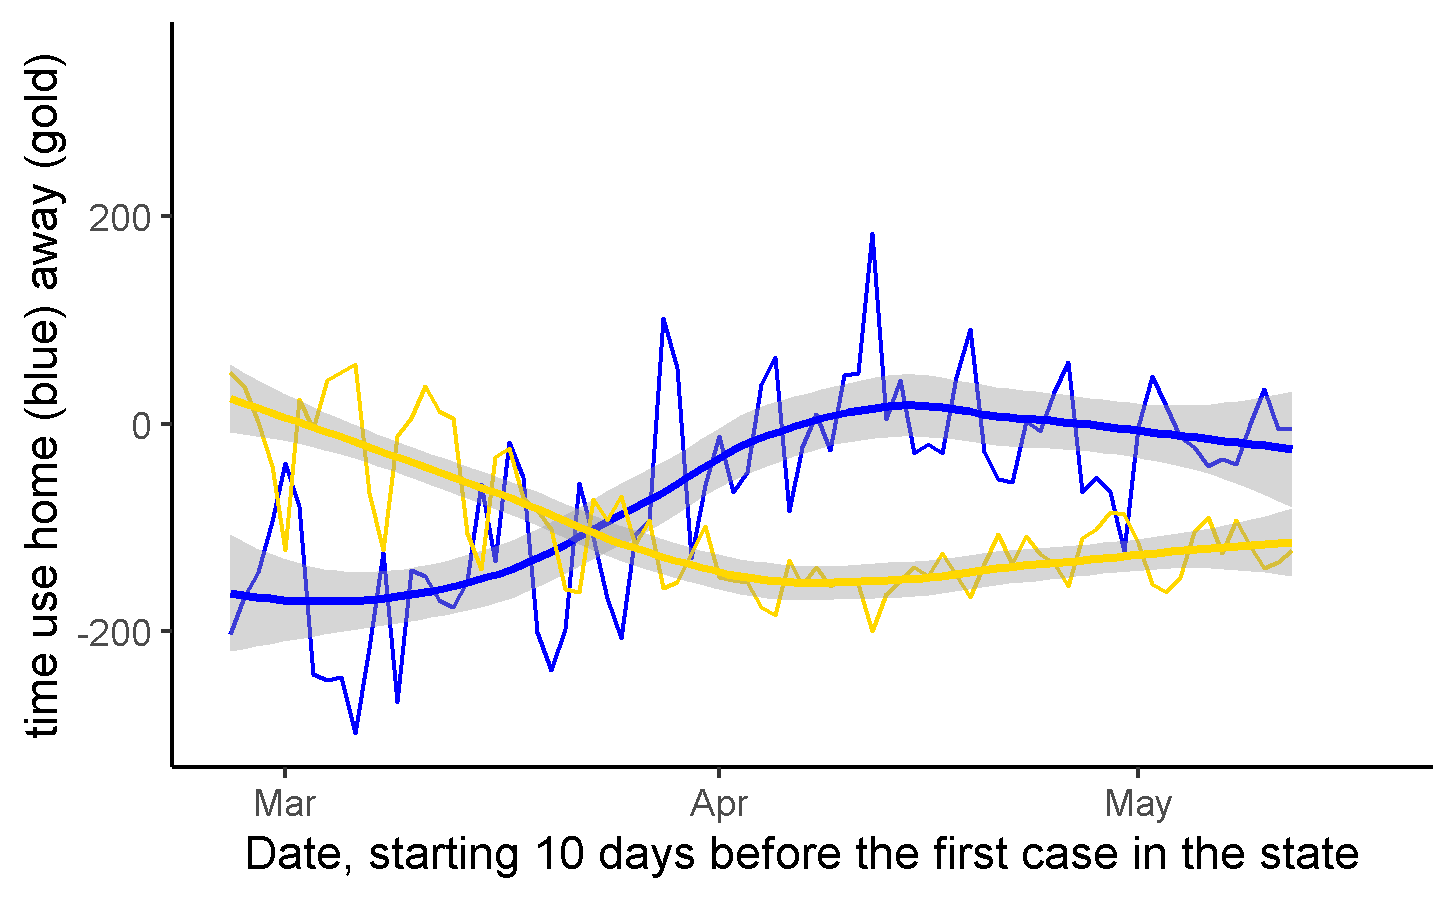 time use home (blue) away (gold)
200
0
-200
Mar Apr May
Date, starting 10 days before the first case in the state